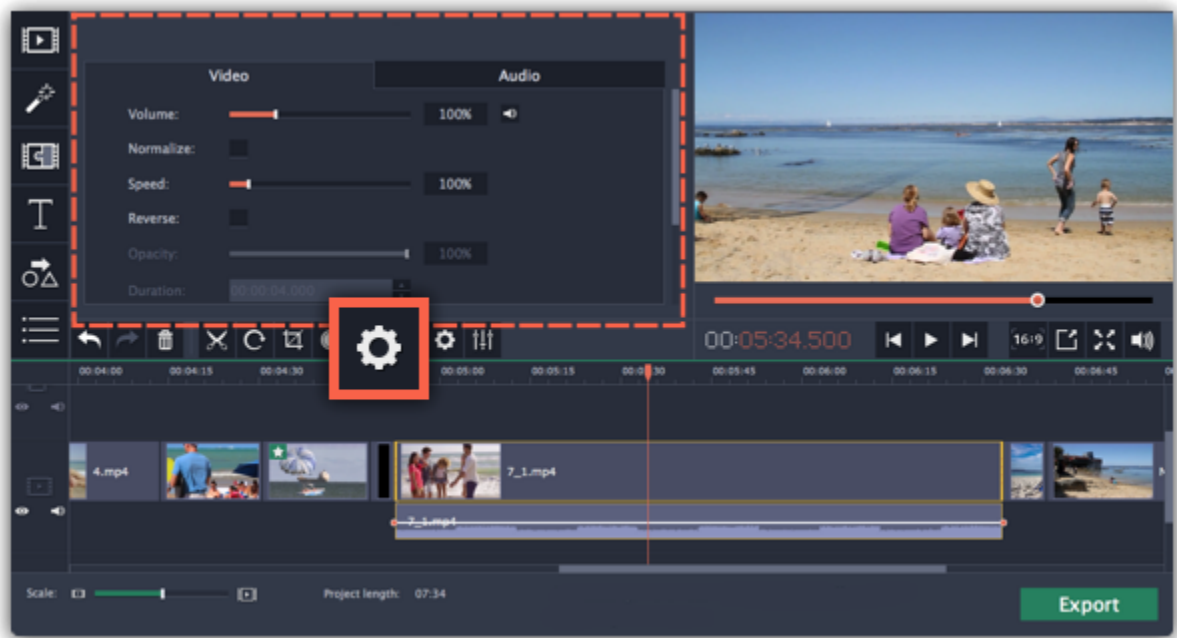 Video Audio
Volume: 100%
Normalize:
Speed: 100%
Reverse:
Opacity: 100%
Duration: 00:00:04.000
T
00:05:34.500 16:9
00:04:00 00:04:15 00:04:30 00:05:00 00:05:15 00:05:45 00:06:00 00:06:15 00:06:30 00:06:45
4.mp4 7_1.mp4
7_1.mp4
Scale: Project length: 07:34
Export